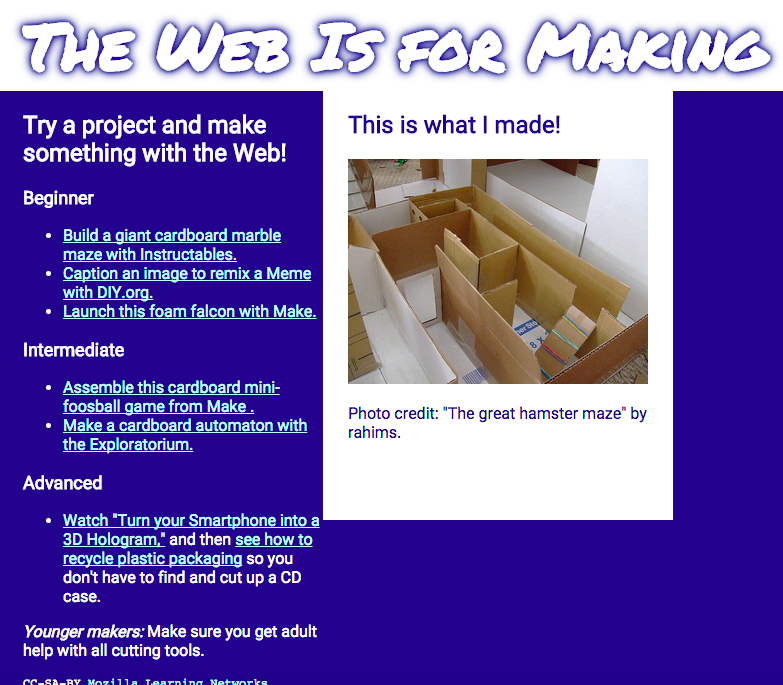 The Web Is for Making
Try a project and make
something with the Web!
Beginner
Build a giant cardboard marble
maze with Instructables.
Caption an image to remix a Meme
with DIY.org.
Launch this foam falcon with Make.
Intermediate
Assemble this cardboard mini-
foosball game from Make .
Make a cardboard automaton with
the Exploratorium.
Advanced
Watch "Turn your Smartphone into a
3D Hologram," and then see how to
recycle plastic packaging so you
don't have to find and cut up a CD
case.
Younger makers: Make sure you get adult
help with all cutting tools.
CC-SA-BY Mozilla Learning Networks
This is what I made!
8 X
Photo credit: "The great hamster maze" by
rahims.